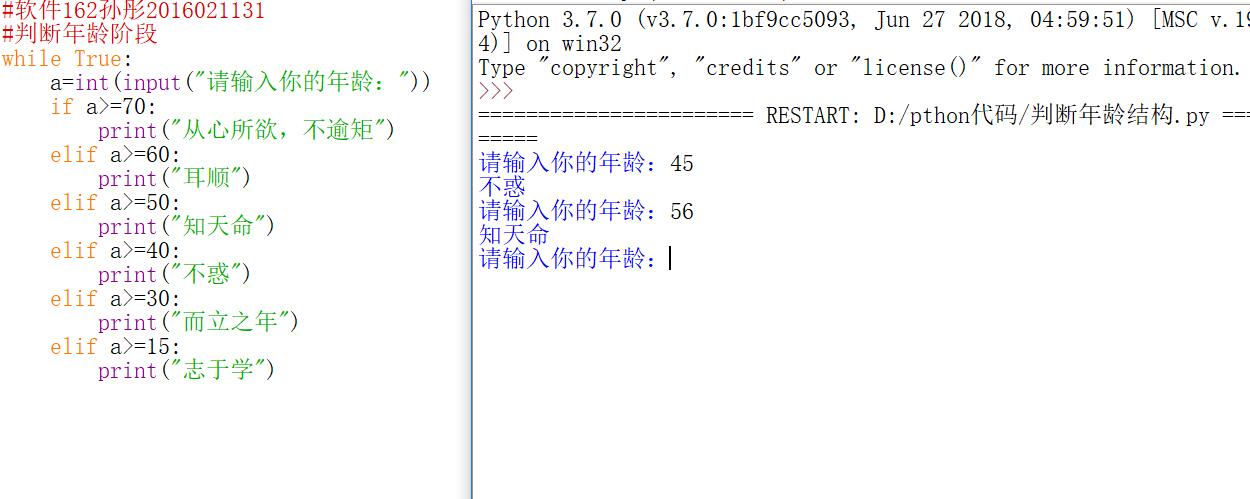 #软件162孙彤2016021131
#判断年龄阶段
while True:
    a=int(input("请输入你的年龄："))
    if a>=70:
        print("从心所欲，不逾矩")
    elif a>=60:
        print("耳顺")
    elif a>=50:
        print("知天命")
    elif a>=40:
        print("不惑")
    elif a>=30:
        print("而立之年")
    elif a>=15:
        print("志于学")
Python 3.7.0 (v3.7.0:1bf9cc5093, Jun 27 2018, 04:59:51) [MSC v.19
4)] on win32
Type "copyright", "credits" or "license()" for more information.
>>>
======================= RESTART: D:/pthon代码/判断年龄结构.py ===
=====
请输入你的年龄：45
不惑
请输入你的年龄：56
知天命
请输入你的年龄：